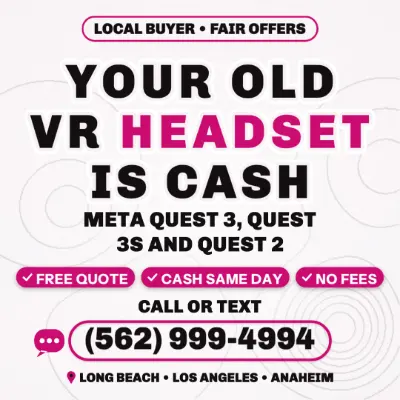 LOCAL BUYER • FAIR OFFERS
YOUR OLD
VR HEADSET
IS CASH
META QUEST 3, QUEST
3S AND QUEST 2
✓ FREE QUOTE ✓ CASH SAME DAY ✓ NO FEES
CALL OR TEXT
(562) 999-4994
LONG BEACH • LOS ANGELES • ANAHEIM